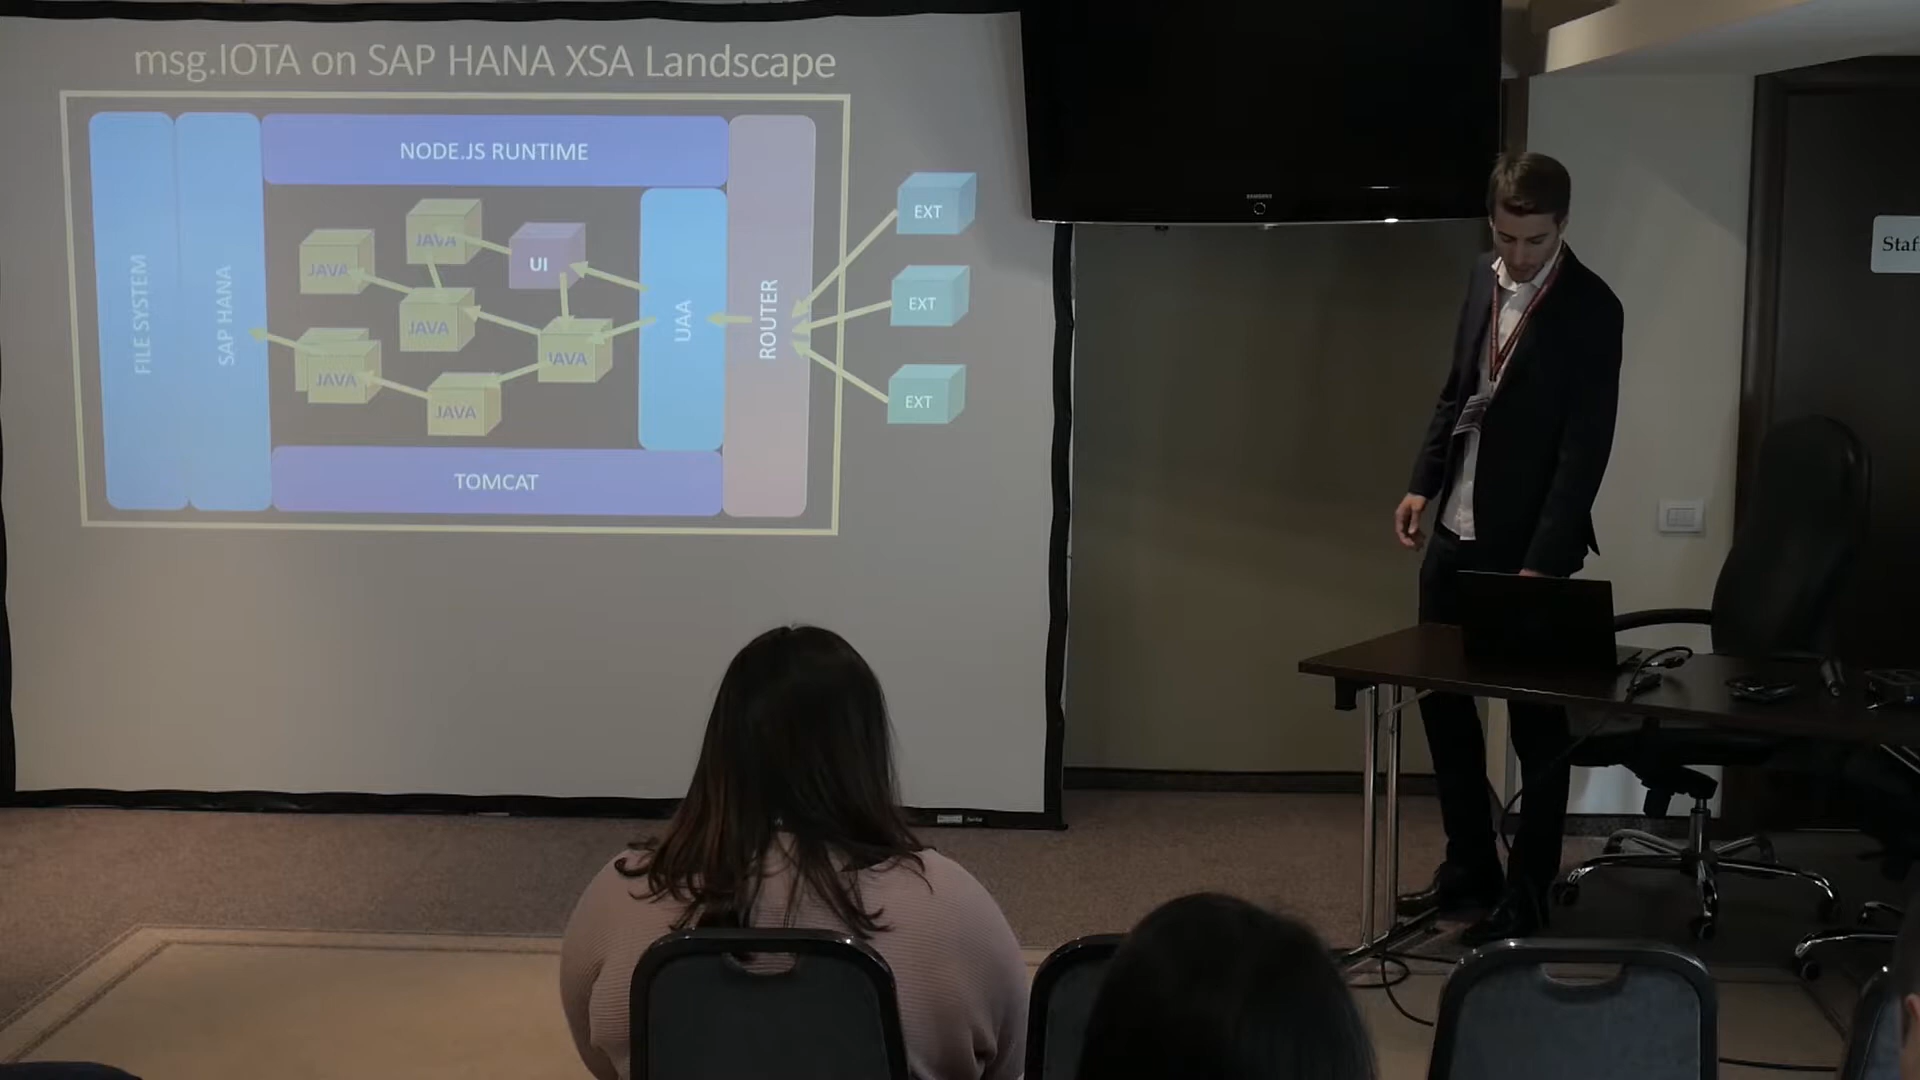 msg.IOTA on SAP HANA XSA Landscape
NODE.JS RUNTIME
FILE SYSTEM
SAP HANA
JAVA
JAVA
UI
JAVA
JAVA
JAVA
JAVA
UAA
ROUTER
EXT
EXT
EXT
TOMCAT
SAMSUNG
Staf